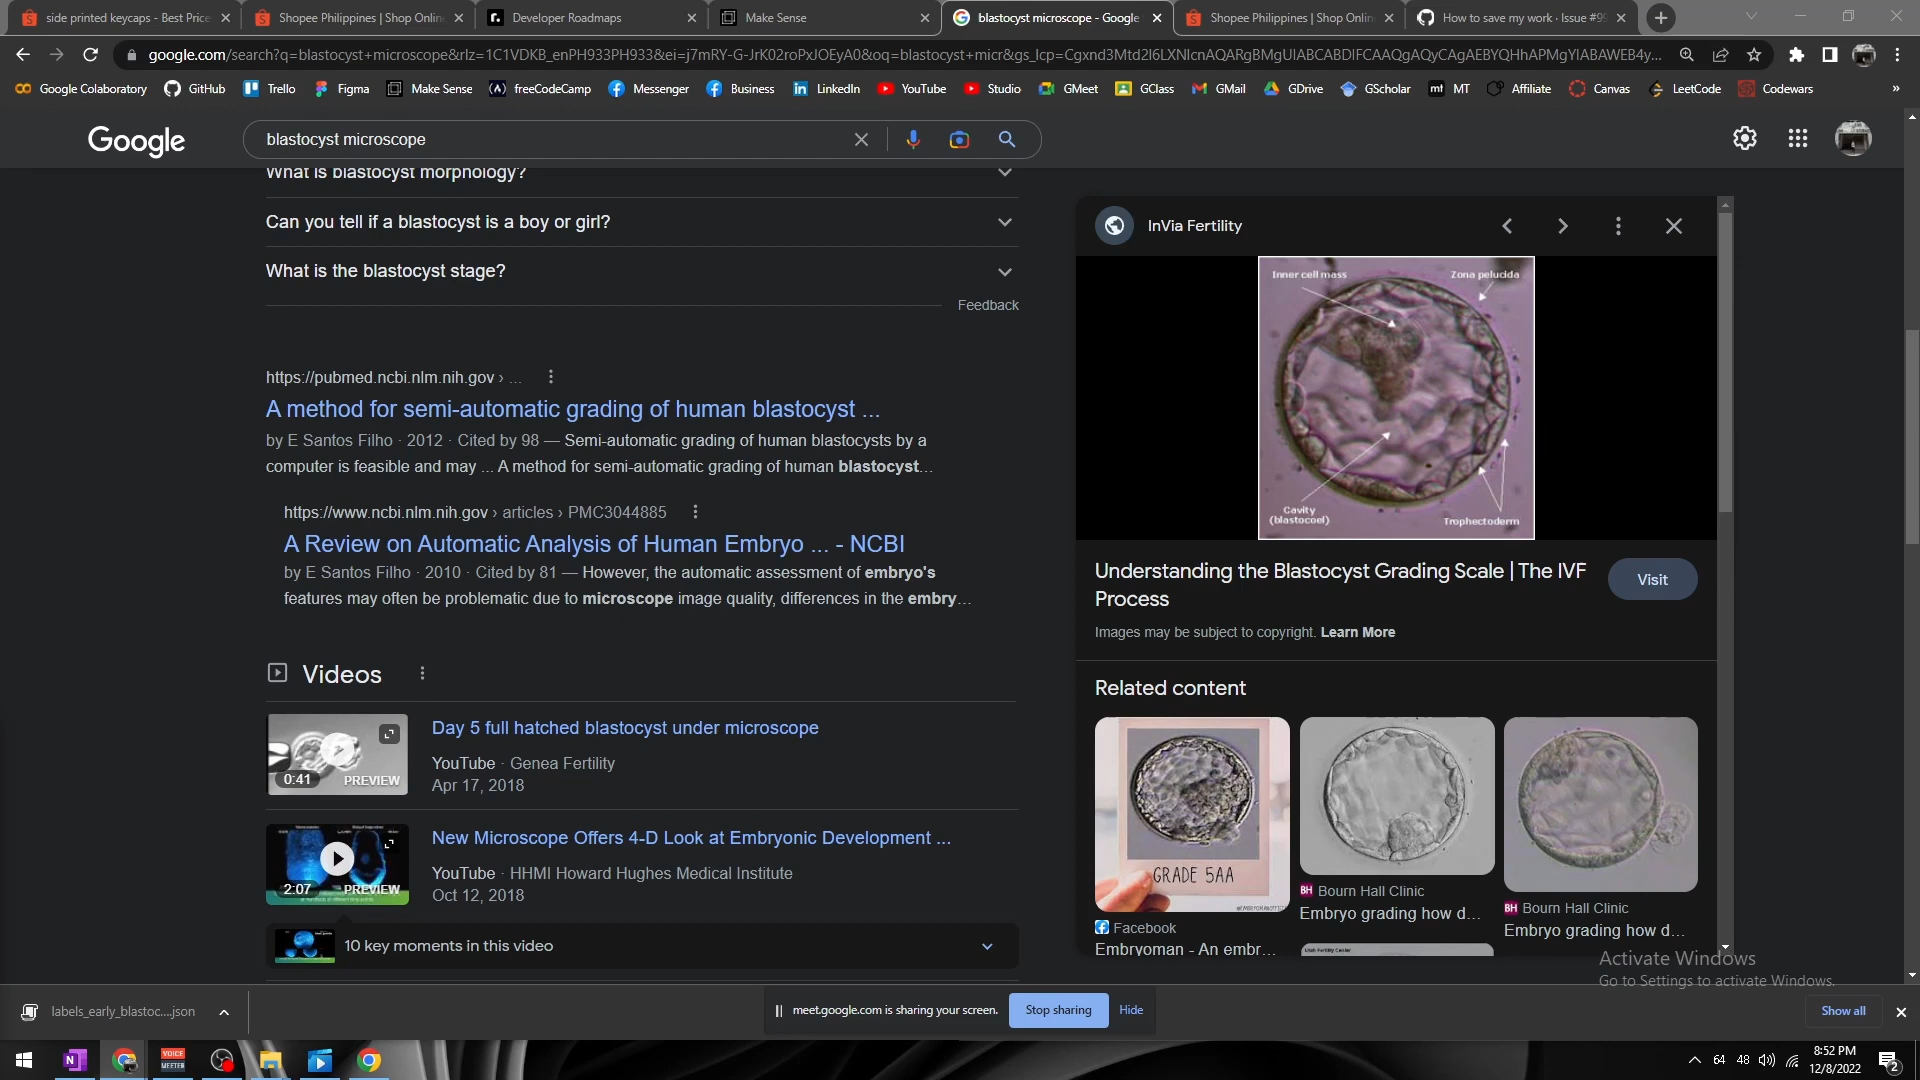 side printed keycaps - Best Price
Shopee Philippines | Shop Onlin
Developer Roadmaps
Make Sense
blastocyst microscope - Google
Shopee Philippines | Shop Onlin
How to save my work · Issue #99
google.com/search?q=blastocyst+microscope&rlz=1C1VDKB_enPH933PH933&ei=j7mRY-G-JrK02roPxJOEyA0&oq=blastocyst+micr&gs_lcp=Cgxnd3Mtd2l6LXNlcnAQARgBMgUIABCABDIFCAAQgAQyCAgAEBYQHhAPMgYIABAWEB4y...
Google Colaboratory
GitHub
Trello
Figma
Make Sense
freeCodeCamp
Messenger
Business
LinkedIn
YouTube
Studio
GMeet
GClass
GMail
GDrive
GScholar
MT
Affiliate
Canvas
LeetCode
Codewars
»
Google
blastocyst microscope
What is blastocyst morphology?
Can you tell if a blastocyst is a boy or girl?
What is the blastocyst stage?
Feedback
https://pubmed.ncbi.nlm.nih.gov › ...
A method for semi-automatic grading of human blastocyst ...
by E Santos Filho · 2012 · Cited by 98 — Semi-automatic grading of human blastocysts by a
computer is feasible and may ... A method for semi-automatic grading of human blastocyst...
https://www.ncbi.nlm.nih.gov › articles › PMC3044885
A Review on Automatic Analysis of Human Embryo ... - NCBI
by E Santos Filho · 2010 · Cited by 81 — However, the automatic assessment of embryo's
features may often be problematic due to microscope image quality, differences in the embry...
Videos
0:41
PREVIEW
Day 5 full hatched blastocyst under microscope
YouTube · Genea Fertility
Apr 17, 2018
2:07
PREVIEW
New Microscope Offers 4-D Look at Embryonic Development ...
YouTube · HHMI Howard Hughes Medical Institute
Oct 12, 2018
10 key moments in this video
InVia Fertility
Inner cell mass
Zona pelucida
Cavity
(blastocoel)
Trophectoderm
Understanding the Blastocyst Grading Scale | The IVF
Process
Visit
Images may be subject to copyright. Learn More
Related content
GRADE 5AA
Facebook
Embryoman - An embr...
BH Bourn Hall Clinic
Embryo grading how d...
BH Bourn Hall Clinic
Embryo grading how d...
Utah Fertility Center
Activate Windows
Go to Settings to activate Windows.
labels_early_blastoc....json
meet.google.com is sharing your screen.
Stop sharing
Hide
Show all
N
VOICE
MEETER
64
48
8:52 PM
12/8/2022
2